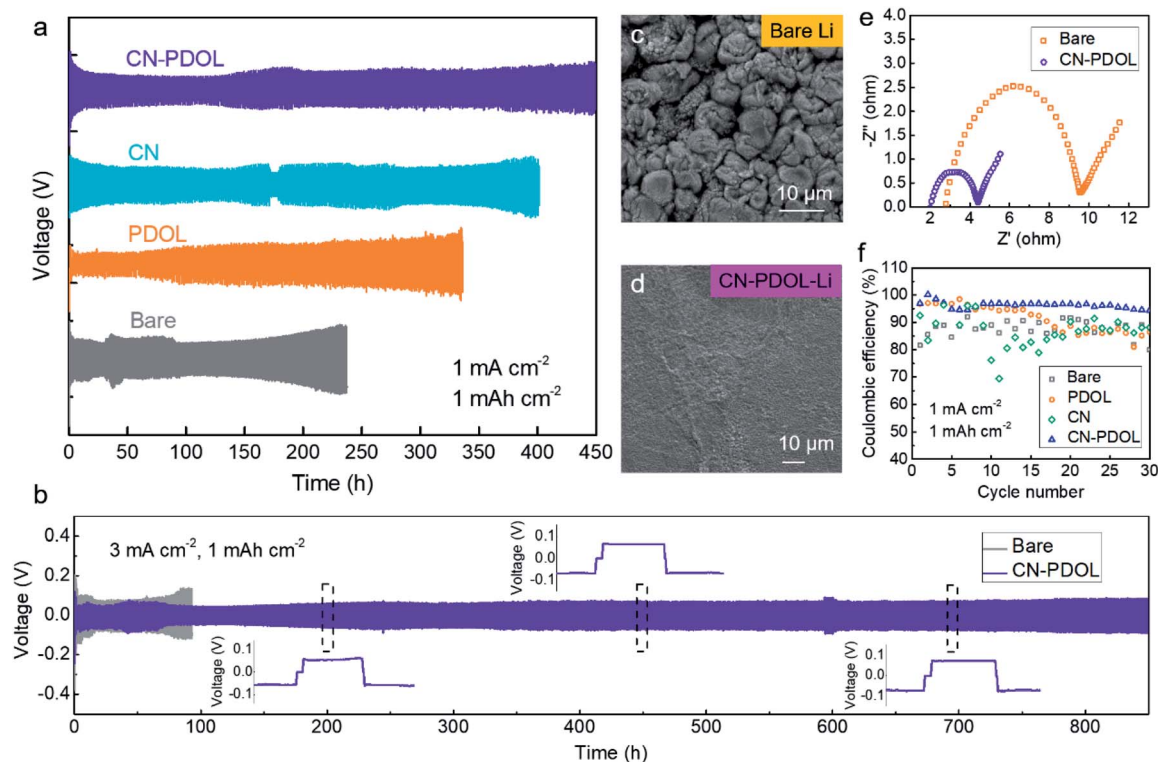 a
CN-PDOL
CN
PDOL
Bare
1 mA cm⁻²
1 mAh cm⁻²
Voltage (V)
0 50 100 150 200 250 300 350 400 450
Time (h)
c
Bare Li
10 µm
d
CN-PDOL-Li
10 µm
e
Bare
CN-PDOL
4.0
3.5
3.0
2.5
2.0
1.5
1.0
0.5
0.0
-Z'' (ohm)
0 2 4 6 8 10 12
Z' (ohm)
f
110
100
90
80
70
60
50
40
Coulombic efficiency (%)
1 mA cm⁻²
1 mAh cm⁻²
Bare
PDOL
CN
CN-PDOL
0 5 10 15 20 25 30
Cycle number
b
3 mA cm⁻², 1 mAh cm⁻²
Bare
CN-PDOL
0.4
0.2
0.0
-0.2
-0.4
Voltage (V)
0.1
0.0
-0.1
Voltage (V)
0.1
0.0
-0.1
Voltage (V)
0.1
0.0
-0.1
Voltage (V)
0 100 200 300 400 500 600 700 800
Time (h)